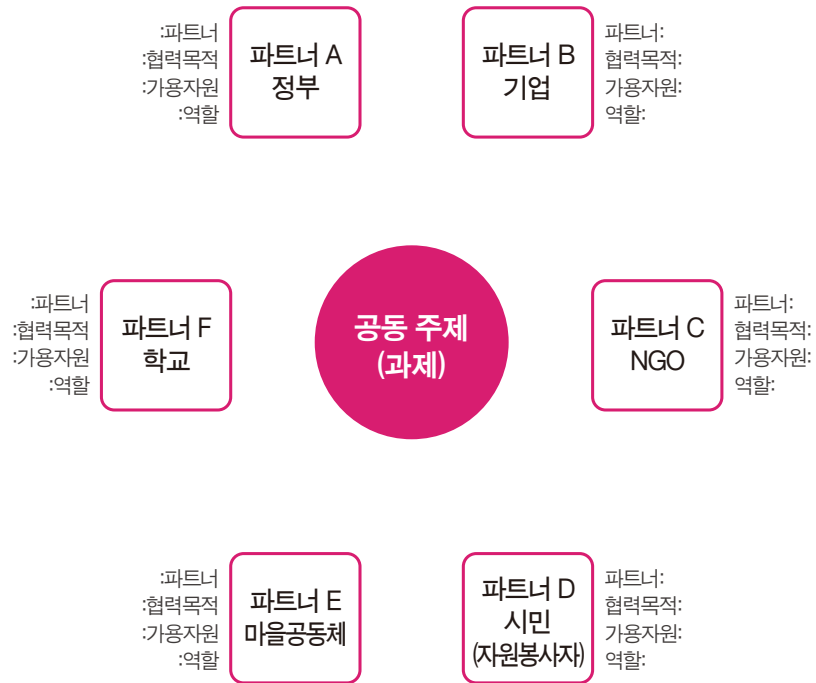 :파트너
:협력목적
:가용자원
:역할
파트너 A
정부
파트너 B
기업
파트너:
협력목적:
가용자원:
역할:
:파트너
:협력목적
:가용자원
:역할
파트너 F
학교
공동 주제
(과제)
파트너 C
NGO
파트너:
협력목적:
가용자원:
역할:
:파트너
:협력목적
:가용자원
:역할
파트너 E
마을공동체
파트너 D
시민
(자원봉사자)
파트너:
협력목적:
가용자원:
역할: